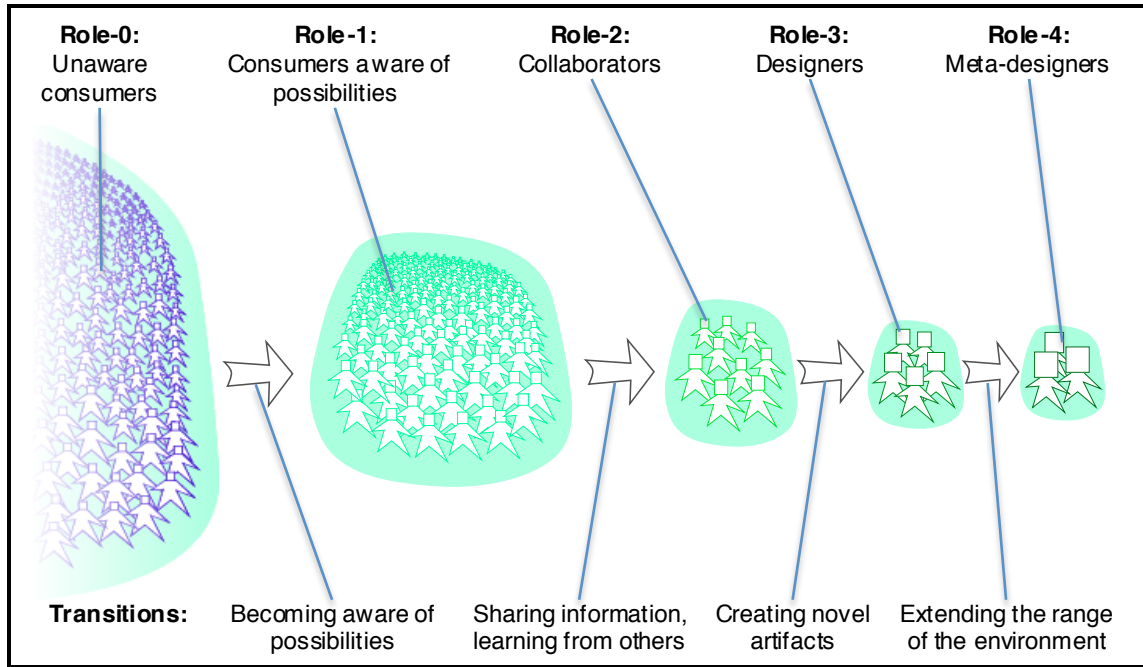 Role-0:
Unaware
consumers
Role-1:
Consumers aware of
possibilities
Role-2:
Collaborators
Role-3:
Designers
Role-4:
Meta-designers
Transitions:
Becoming aware of
possibilities
Sharing information,
learning from others
Creating novel
artifacts
Extending the range
of the environment